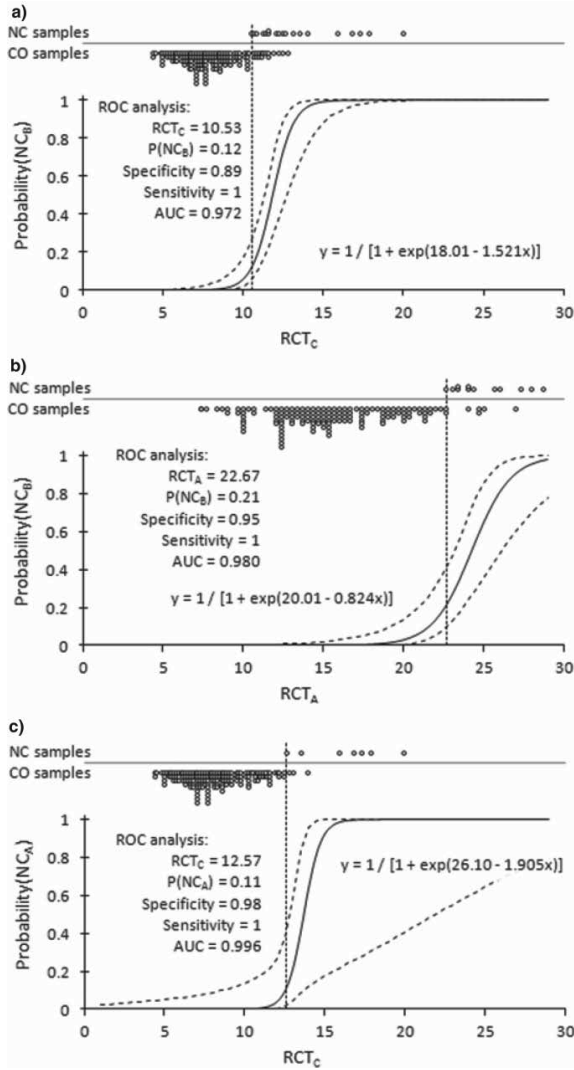 a)
NC samples
CO samples
ROC analysis:
RCT_C = 10.53
P(NC_B) = 0.12
Specificity = 0.89
Sensitivity = 1
AUC = 0.972
y = 1 / [1 + exp(18.01 - 1.521x)]
Probability(NC_B)
1
0.8
0.6
0.4
0.2
0
0 5 10 15 20 25 30
RCT_C
b)
NC samples
CO samples
ROC analysis:
RCT_A = 22.67
P(NC_B) = 0.21
Specificity = 0.95
Sensitivity = 1
AUC = 0.980
y = 1 / [1 + exp(20.01 - 0.824x)]
Probability(NC_B)
1
0.8
0.6
0.4
0.2
0
0 5 10 15 20 25 30
RCT_A
c)
NC samples
CO samples
ROC analysis:
RCT_C = 12.57
P(NC_A) = 0.11
Specificity = 0.98
Sensitivity = 1
AUC = 0.996
y = 1 / [1 + exp(26.10 - 1.905x)]
Probability(NC_A)
1
0.8
0.6
0.4
0.2
0
0 5 10 15 20 25 30
RCT_C